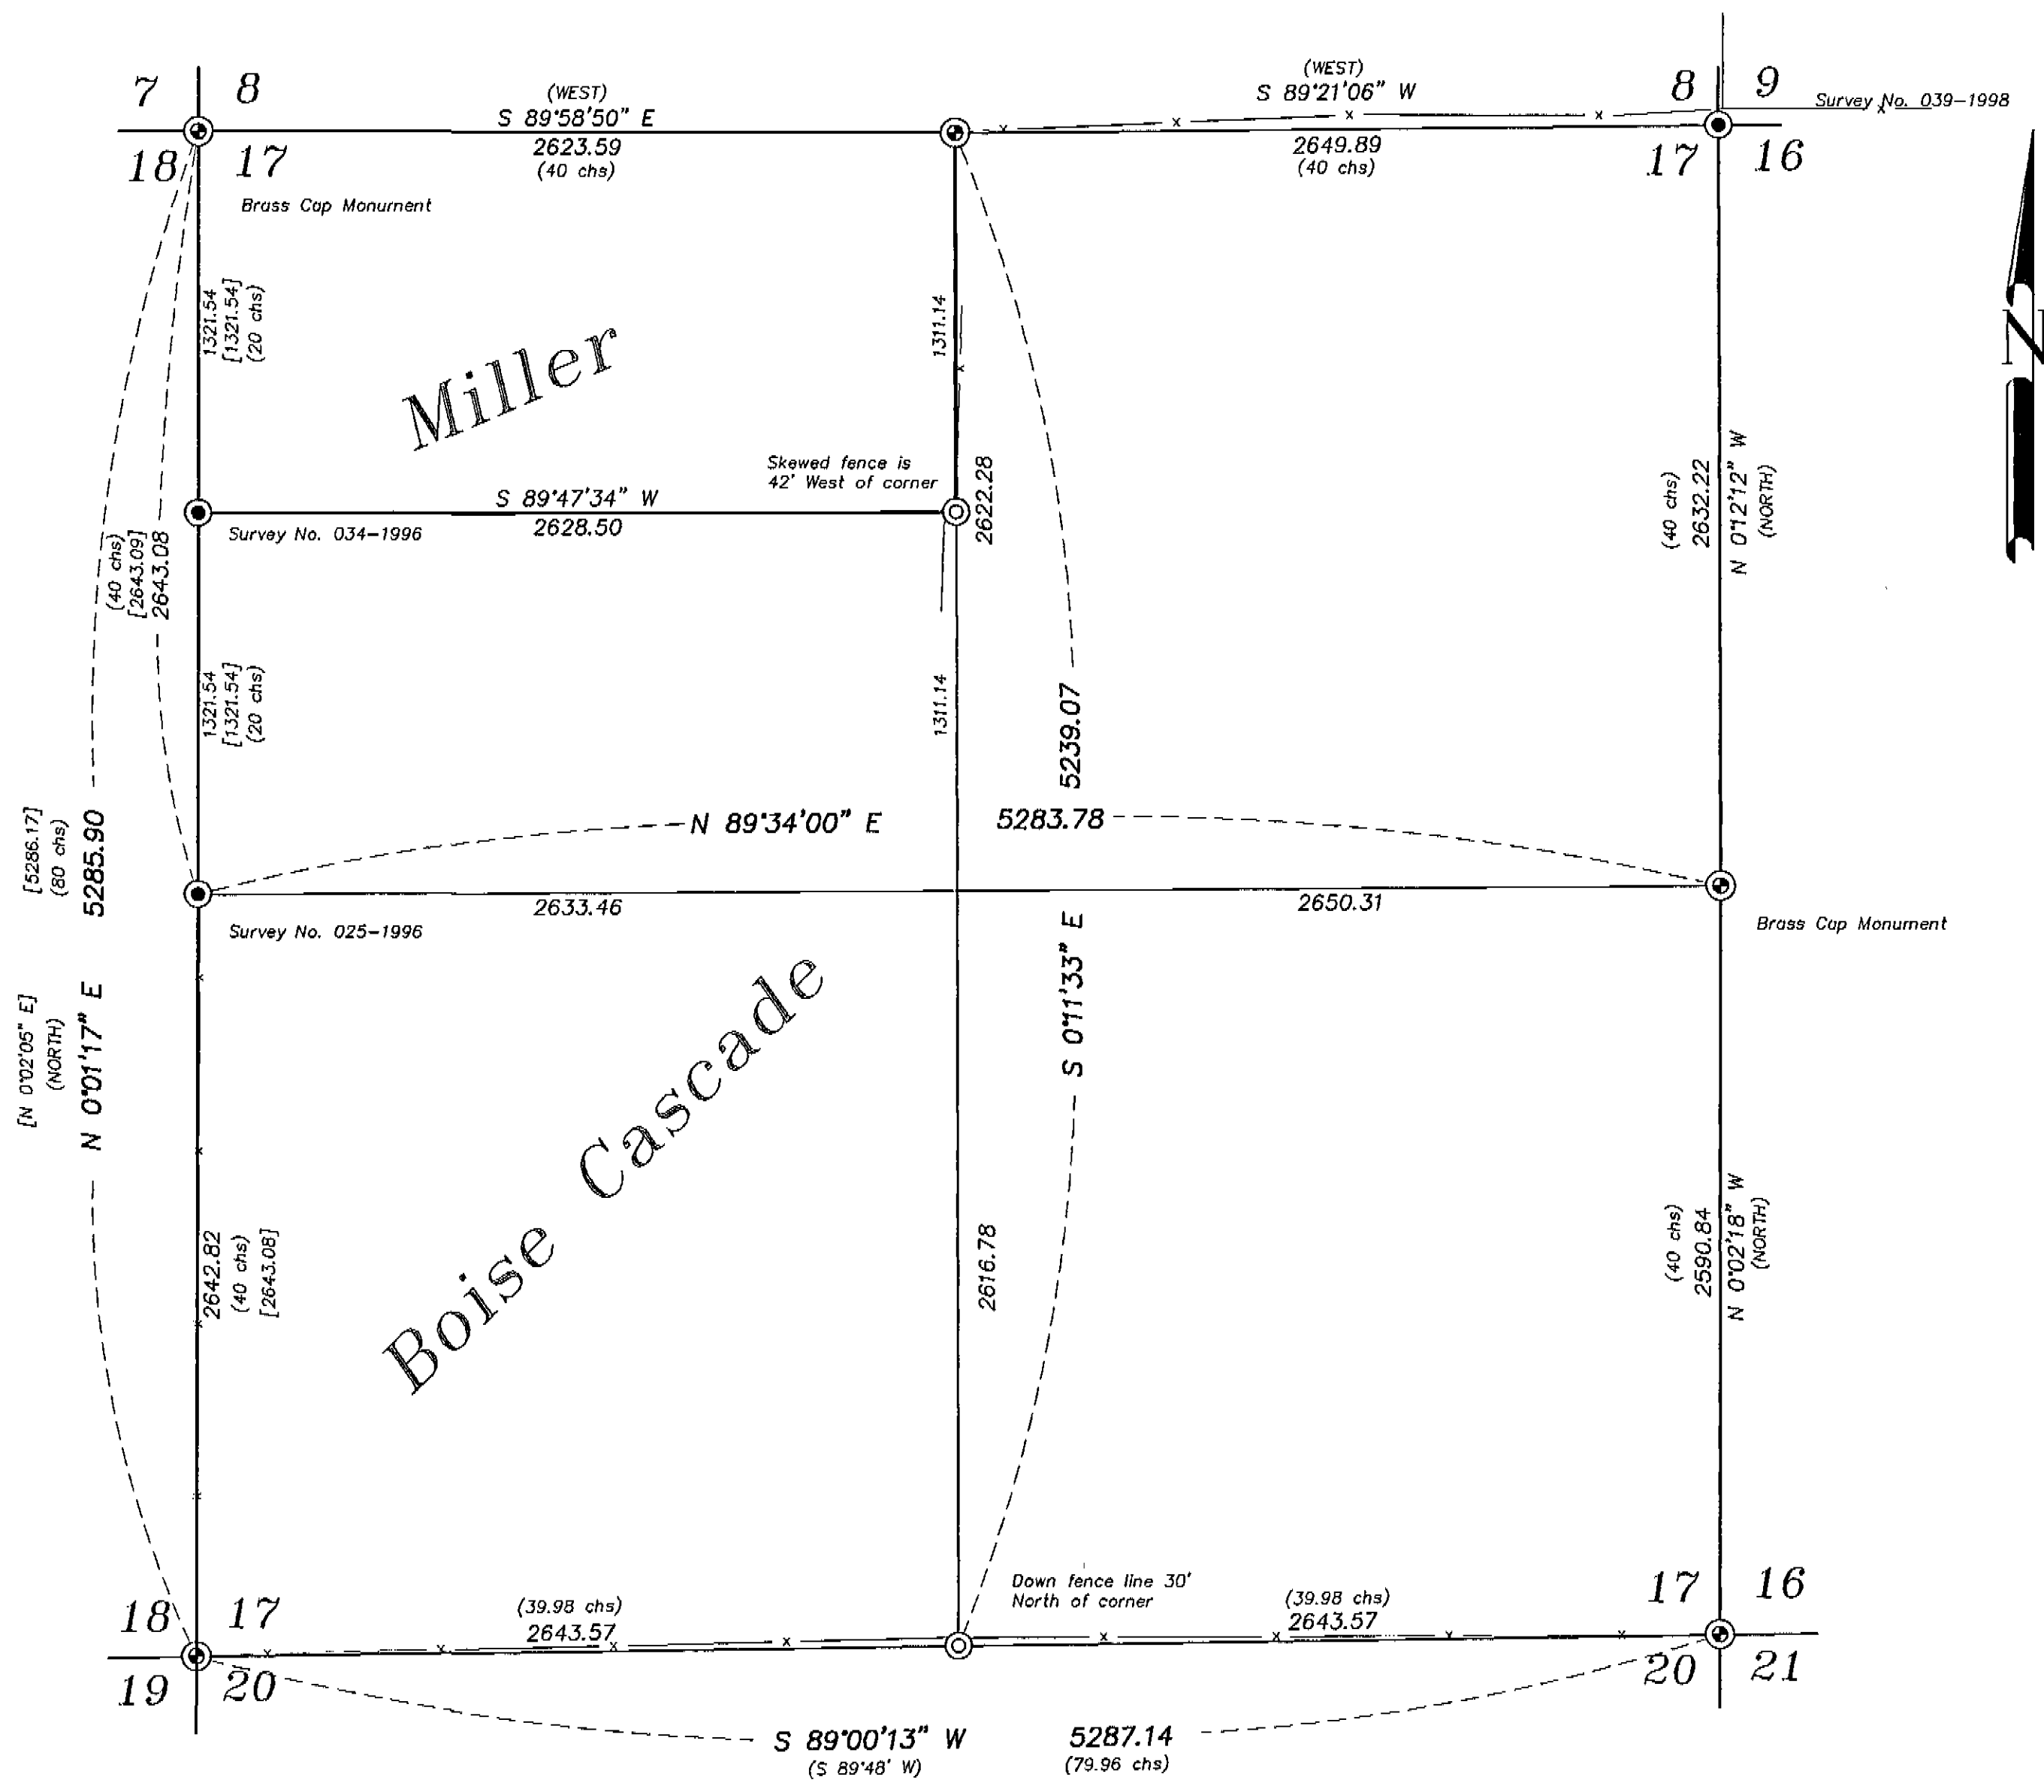 7 8
18 17
(WEST)
S 89°58'50" E
2623.59
(40 chs)
(WEST)
S 89°21'06" W
2649.89
(40 chs)
8 9
17 16
Survey No. 039-1998
Brass Cap Monument
1321.54
[1321.54]
(20 chs)
Miller
1311.14
N
Skewed fence is
42' West of corner
S 89°47'34" W
2628.50
Survey No. 034-1996
2622.28
(40 chs)
2632.22
N 0°12'12" W
(NORTH)
(40 chs)
[2643.09]
2643.08
1321.54
[1321.54]
(20 chs)
1311.14
5239.07
S 0°11'33" E
N 89°34'00" E 5283.78
2633.46
2650.31
Survey No. 025-1996
Brass Cap Monument
[5286.17]
(80 chs)
5285.90
[N 0°02'05" E]
(NORTH)
N 0°01'17" E
Boise Cascade
2642.82
(40 chs)
[2643.08]
2616.78
(40 chs)
2590.84
N 0°02'18" W
(NORTH)
Down fence line 30'
North of corner
18 17
19 20
(39.98 chs)
2643.57
(39.98 chs)
2643.57
17 16
20 21
S 89°00'13" W 5287.14
(S 89°48' W) (79.96 chs)